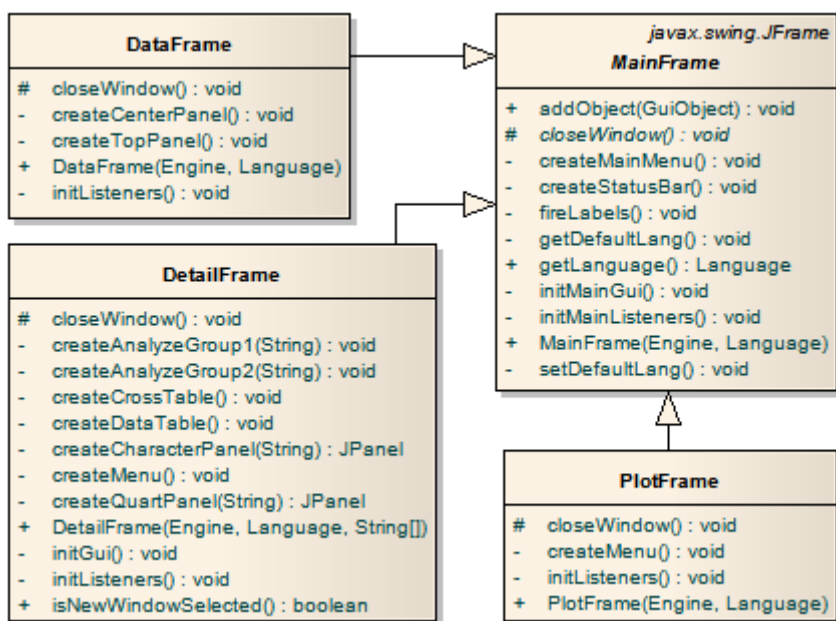 DataFrame
# closeWindow() : void
- createCenterPanel() : void
- createTopPanel() : void
+ DataFrame(Engine, Language)
- initListeners() : void
javax.swing.JFrame
MainFrame
+ addObject(GuiObject) : void
# closeWindow() : void
- createMainMenu() : void
- createStatusBar() : void
- fireLabels() : void
- getDefaultLang() : void
+ getLanguage() : Language
- initMainGui() : void
- initMainListeners() : void
+ MainFrame(Engine, Language)
- setDefaultLang() : void
DetailFrame
# closeWindow() : void
- createAnalyzeGroup1(String) : void
- createAnalyzeGroup2(String) : void
- createCrossTable() : void
- createDataTable() : void
- createCharacterPanel(String) : JPanel
- createMenu() : void
- createQuartPanel(String) : JPanel
+ DetailFrame(Engine, Language, String[])
- initGui() : void
- initListeners() : void
+ isNewWindowSelected() : boolean
PlotFrame
# closeWindow() : void
- createMenu() : void
- initListeners() : void
+ PlotFrame(Engine, Language)